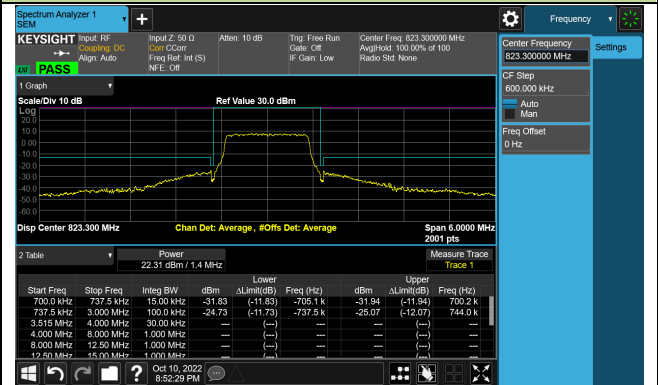 Spectrum Analyzer 1
SEM
Frequency
KEYSIGHT Input: RF Input Z: 50 Ω Atten: 10 dB Trig: Free Run Center Freq: 823.300000 MHz
Coupling: DC Corr CCorr Gate: Off Avg|Hold: 100.00% of 100
Align: Auto Freq Ref: Int (S) IF Gain: Low Radio Std: None
NFE: Off
LXI PASS
Center Frequency
823.300000 MHz
Settings
CF Step
600.000 kHz
Auto
Man
Freq Offset
0 Hz
1 Graph
Scale/Div 10 dB Ref Value 30.0 dBm
Log
20.0
10.0
0.00
-10.0
-20.0
-30.0
-40.0
-50.0
-60.0
Disp Center 823.300 MHz Chan Det: Average, #Offs Det: Average Span 6.0000 MHz
2001 pts
2 Table Power Measure Trace
22.31 dBm / 1.4 MHz Trace 1
Lower Upper
Start Freq Stop Freq Integ BW dBm ΔLimit(dB) Freq (Hz) dBm ΔLimit(dB) Freq (Hz)
700.0 kHz 737.5 kHz 15.00 kHz -31.83 (-11.83) -705.1 k -31.94 (-11.94) 700.2 k
737.5 kHz 3.000 MHz 100.0 kHz -24.73 (-11.73) -737.5 k -25.07 (-12.07) 744.0 k
3.515 MHz 4.000 MHz 30.00 kHz --- (---) --- --- (---) ---
4.000 MHz 8.000 MHz 1.000 MHz --- (---) --- --- (---) ---
8.000 MHz 12.50 MHz 1.000 MHz --- (---) --- --- (---) ---
12.50 MHz 15.00 MHz 1.000 MHz --- (---) --- --- (---) ---
Oct 10, 2022
8:52:29 PM